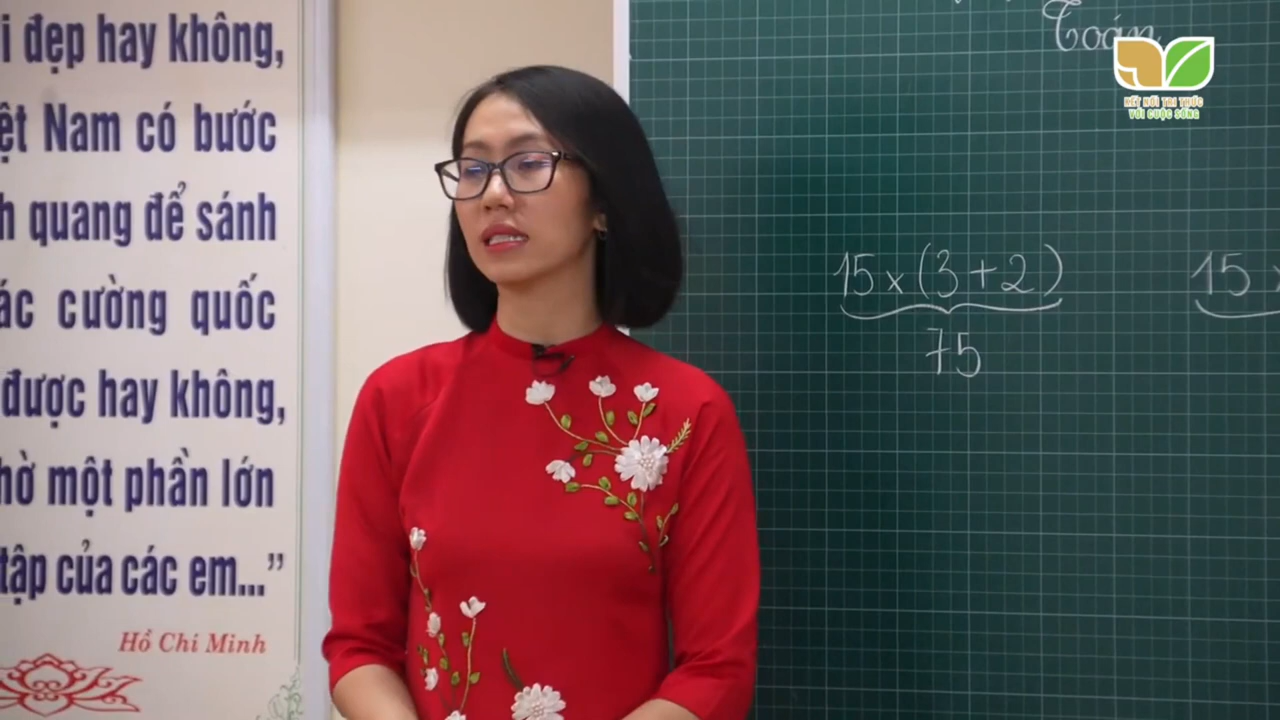 i đẹp hay không,
ệt Nam có bước
h quang để sánh
ác cường quốc
được hay không,
hờ một phần lớn
tập của các em...”
Hồ Chí Minh
Toán
KẾT NỐI TRI THỨC
VỚI CUỘC SỐNG
15 x (3 + 2)
75
15 x